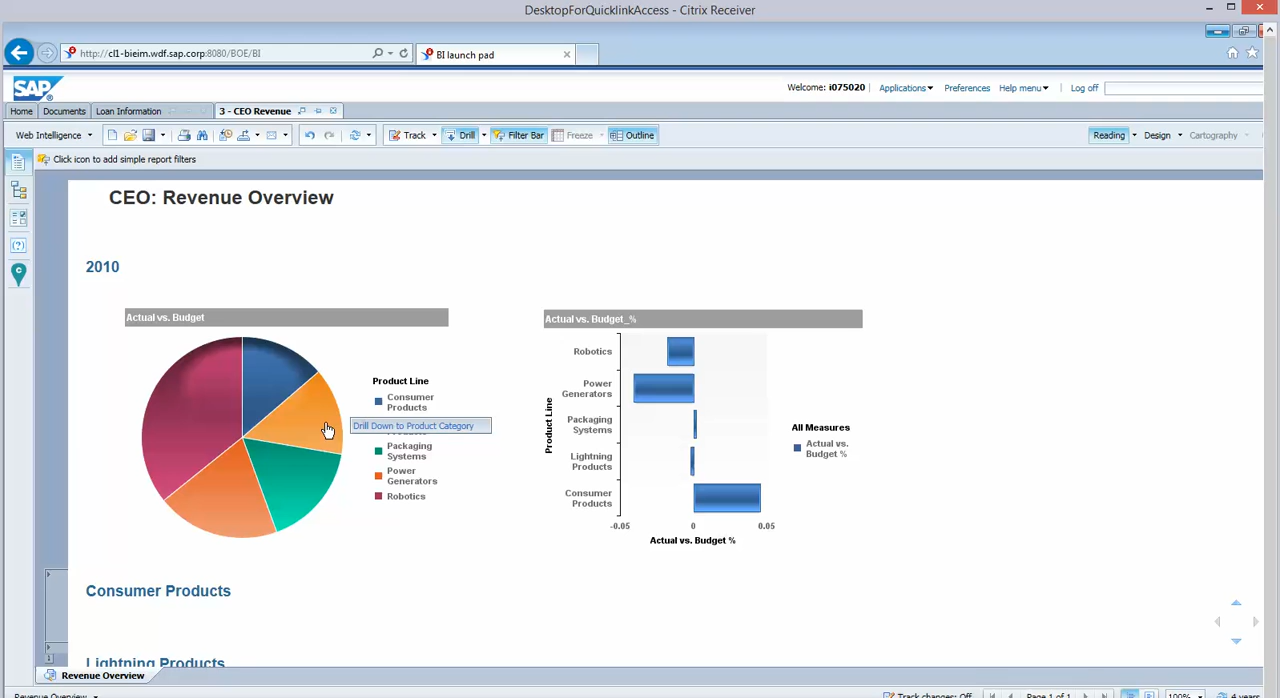 DesktopForQuicklinkAccess - Citrix Receiver
http://cl1-bieim.wdf.sap.corp:8080/BOE/BI
BI launch pad
SAP
Welcome: i075020 Applications Preferences Help menu Log off
Home Documents Loan Information 3 - CEO Revenue
Web Intelligence Track Drill Filter Bar Freeze Outline Reading Design Cartography
Click icon to add simple report filters
CEO: Revenue Overview
2010
Actual vs. Budget
Product Line
Consumer
Products
Drill Down to Product Category
Packaging
Systems
Power
Generators
Robotics
Actual vs. Budget_%
Product Line
Robotics
Power
Generators
Packaging
Systems
Lightning
Products
Consumer
Products
-0.05 0 0.05
Actual vs. Budget %
All Measures
Actual vs.
Budget %
Consumer Products
Lightning Products
1
Revenue Overview
Revenue Overview Track changes: Off Page 1 of 1 100% 4 years